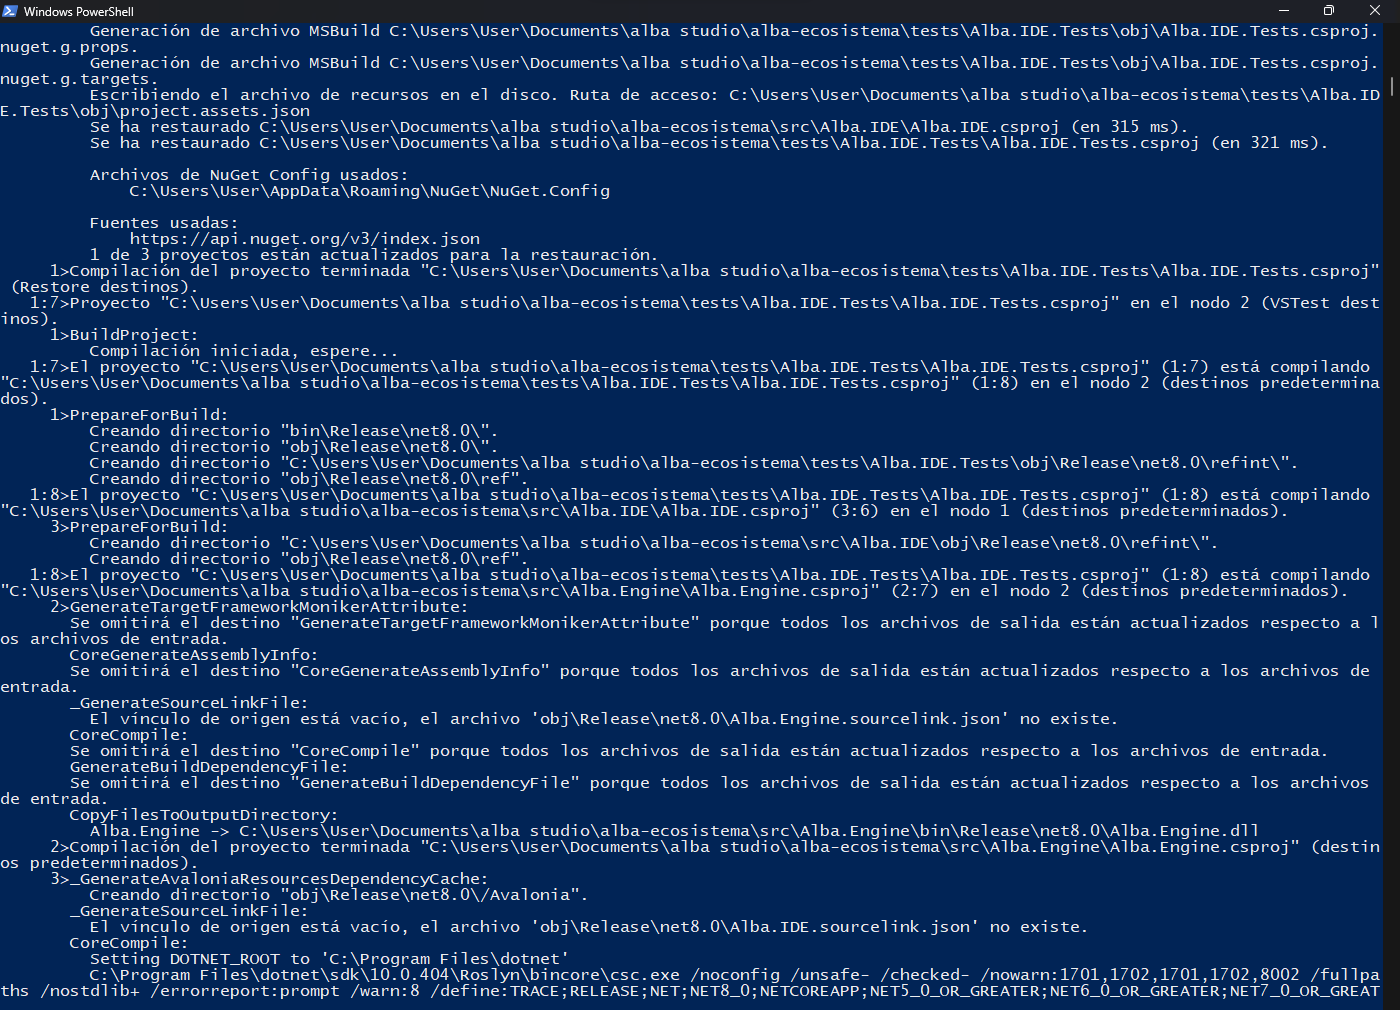 Windows PowerShell
Generación de archivo MSBuild C:\Users\User\Documents\alba studio\alba-ecosistema\tests\Alba.IDE.Tests\obj\Alba.IDE.Tests.csproj.
nuget.g.props.
Generación de archivo MSBuild C:\Users\User\Documents\alba studio\alba-ecosistema\tests\Alba.IDE.Tests\obj\Alba.IDE.Tests.csproj.
nuget.g.targets.
Escribiendo el archivo de recursos en el disco. Ruta de acceso: C:\Users\User\Documents\alba studio\alba-ecosistema\tests\Alba.ID
E.Tests\obj\project.assets.json
Se ha restaurado C:\Users\User\Documents\alba studio\alba-ecosistema\src\Alba.IDE\Alba.IDE.csproj (en 315 ms).
Se ha restaurado C:\Users\User\Documents\alba studio\alba-ecosistema\tests\Alba.IDE.Tests\Alba.IDE.Tests.csproj (en 321 ms).
Archivos de NuGet Config usados:
C:\Users\User\AppData\Roaming\NuGet\NuGet.Config
Fuentes usadas:
https://api.nuget.org/v3/index.json
1 de 3 proyectos están actualizados para la restauración.
1>Compilación del proyecto terminada "C:\Users\User\Documents\alba studio\alba-ecosistema\tests\Alba.IDE.Tests\Alba.IDE.Tests.csproj"
(Restore destinos).
1:7>Proyecto "C:\Users\User\Documents\alba studio\alba-ecosistema\tests\Alba.IDE.Tests\Alba.IDE.Tests.csproj" en el nodo 2 (VSTest dest
inos).
1>BuildProject:
Compilación iniciada, espere...
1:7>El proyecto "C:\Users\User\Documents\alba studio\alba-ecosistema\tests\Alba.IDE.Tests\Alba.IDE.Tests.csproj" (1:7) está compilando
"C:\Users\User\Documents\alba studio\alba-ecosistema\tests\Alba.IDE.Tests\Alba.IDE.Tests.csproj" (1:8) en el nodo 2 (destinos predetermina
dos).
1>PrepareForBuild:
Creando directorio "bin\Release\net8.0\".
Creando directorio "obj\Release\net8.0\".
Creando directorio "C:\Users\User\Documents\alba studio\alba-ecosistema\tests\Alba.IDE.Tests\obj\Release\net8.0\refint\".
Creando directorio "obj\Release\net8.0\ref".
1:8>El proyecto "C:\Users\User\Documents\alba studio\alba-ecosistema\tests\Alba.IDE.Tests\Alba.IDE.Tests.csproj" (1:8) está compilando
"C:\Users\User\Documents\alba studio\alba-ecosistema\src\Alba.IDE\Alba.IDE.csproj" (3:6) en el nodo 1 (destinos predeterminados).
3>PrepareForBuild:
Creando directorio "C:\Users\User\Documents\alba studio\alba-ecosistema\src\Alba.IDE\obj\Release\net8.0\refint\".
Creando directorio "obj\Release\net8.0\ref".
1:8>El proyecto "C:\Users\User\Documents\alba studio\alba-ecosistema\tests\Alba.IDE.Tests\Alba.IDE.Tests.csproj" (1:8) está compilando
"C:\Users\User\Documents\alba studio\alba-ecosistema\src\Alba.Engine\Alba.Engine.csproj" (2:7) en el nodo 2 (destinos predeterminados).
2>GenerateTargetFrameworkMonikerAttribute:
Se omitirá el destino "GenerateTargetFrameworkMonikerAttribute" porque todos los archivos de salida están actualizados respecto a l
os archivos de entrada.
CoreGenerateAssemblyInfo:
Se omitirá el destino "CoreGenerateAssemblyInfo" porque todos los archivos de salida están actualizados respecto a los archivos de
entrada.
_GenerateSourceLinkFile:
El vínculo de origen está vacío, el archivo 'obj\Release\net8.0\Alba.Engine.sourcelink.json' no existe.
CoreCompile:
Se omitirá el destino "CoreCompile" porque todos los archivos de salida están actualizados respecto a los archivos de entrada.
GenerateBuildDependencyFile:
Se omitirá el destino "GenerateBuildDependencyFile" porque todos los archivos de salida están actualizados respecto a los archivos
de entrada.
CopyFilesToOutputDirectory:
Alba.Engine -> C:\Users\User\Documents\alba studio\alba-ecosistema\src\Alba.Engine\bin\Release\net8.0\Alba.Engine.dll
2>Compilación del proyecto terminada "C:\Users\User\Documents\alba studio\alba-ecosistema\src\Alba.Engine\Alba.Engine.csproj" (destin
os predeterminados).
3>_GenerateAvaloniaResourcesDependencyCache:
Creando directorio "obj\Release\net8.0\/Avalonia".
_GenerateSourceLinkFile:
El vínculo de origen está vacío, el archivo 'obj\Release\net8.0\Alba.IDE.sourcelink.json' no existe.
CoreCompile:
Setting DOTNET_ROOT to 'C:\Program Files\dotnet'
C:\Program Files\dotnet\sdk\10.0.404\Roslyn\bincore\csc.exe /noconfig /unsafe- /checked- /nowarn:1701,1702,1701,1702,8002 /fullpa
ths /nostdlib+ /errorreport:prompt /warn:8 /define:TRACE;RELEASE;NET;NET8_0;NETCOREAPP;NET5_0_OR_GREATER;NET6_0_OR_GREATER;NET7_0_OR_GREAT